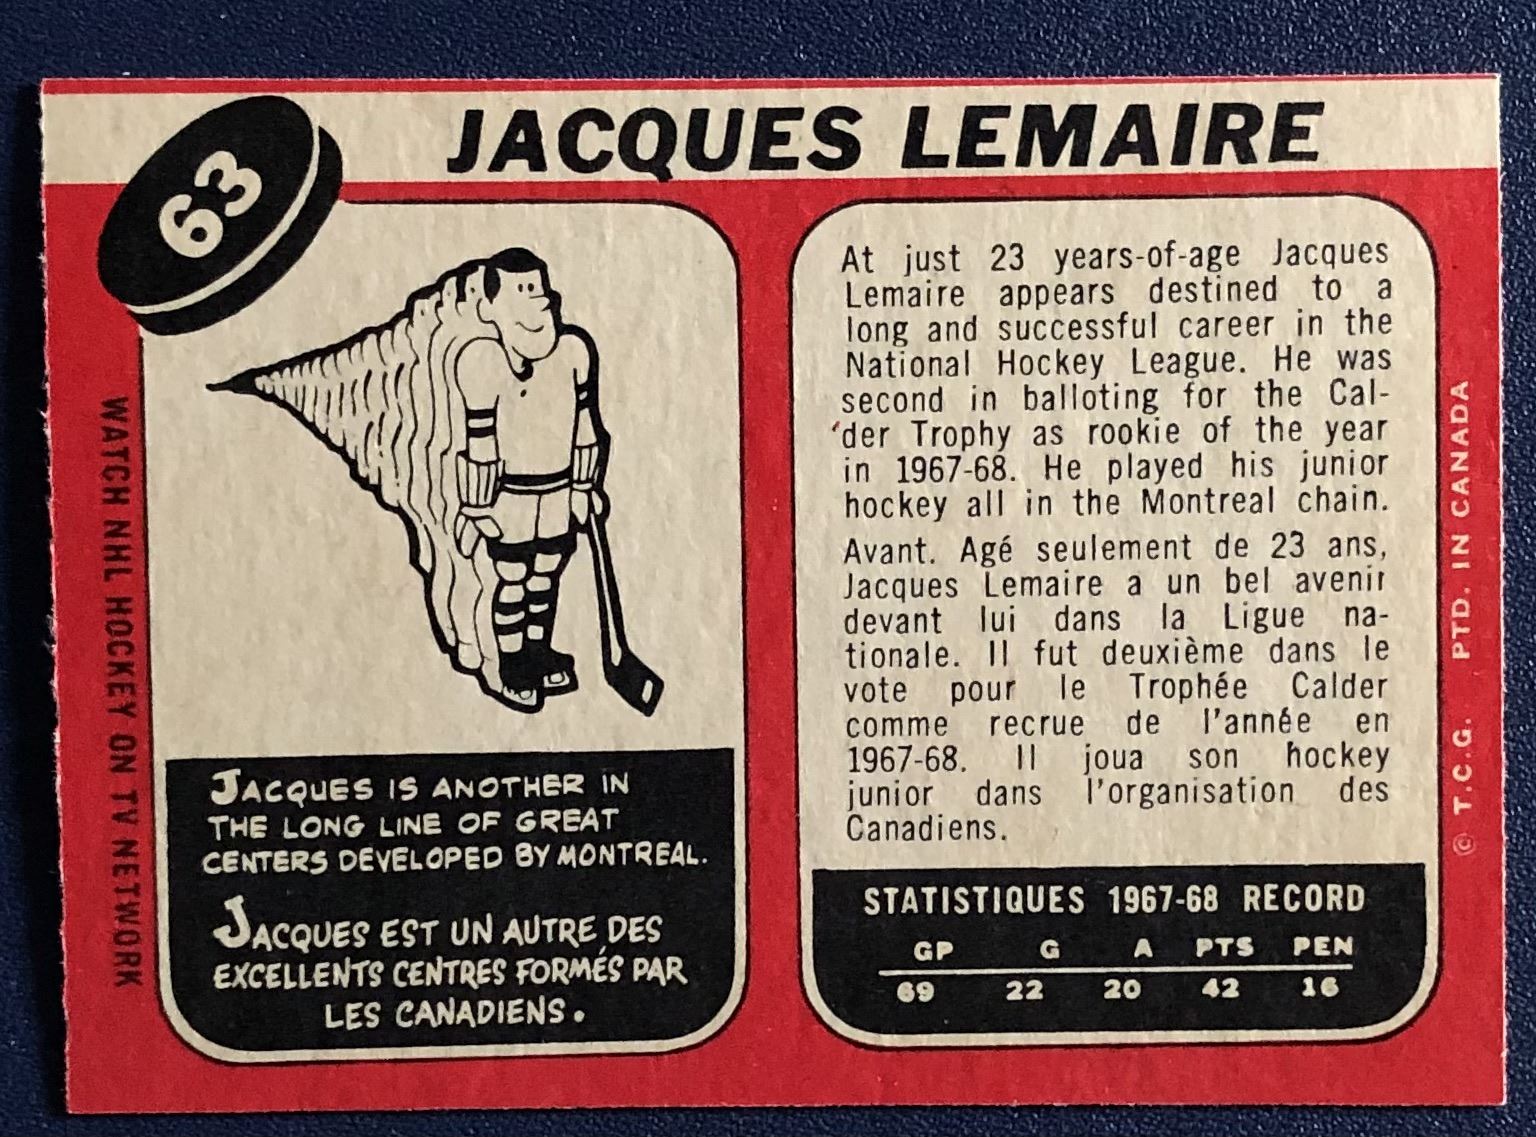 63
JACQUES LEMAIRE
WATCH NHL HOCKEY ON TV NETWORK
JACQUES IS ANOTHER IN
THE LONG LINE OF GREAT
CENTERS DEVELOPED BY MONTREAL.
JACQUES EST UN AUTRE DES
EXCELLENTS CENTRES FORMÉS PAR
LES CANADIENS.
At just 23 years-of-age Jacques
Lemaire appears destined to a
long and successful career in the
National Hockey League. He was
second in balloting for the Cal-
der Trophy as rookie of the year
in 1967-68. He played his junior
hockey all in the Montreal chain.
Avant. Agé seulement de 23 ans,
Jacques Lemaire a un bel avenir
devant lui dans la Ligue na-
tionale. Il fut deuxième dans le
vote pour le Trophée Calder
comme recrue de l'année en
1967-68. Il joua son hockey
junior dans l'organisation des
Canadiens.
STATISTIQUES 1967-68 RECORD
GP G A PTS PEN
69 22 20 42 16
© T.C.G. PTD. IN CANADA